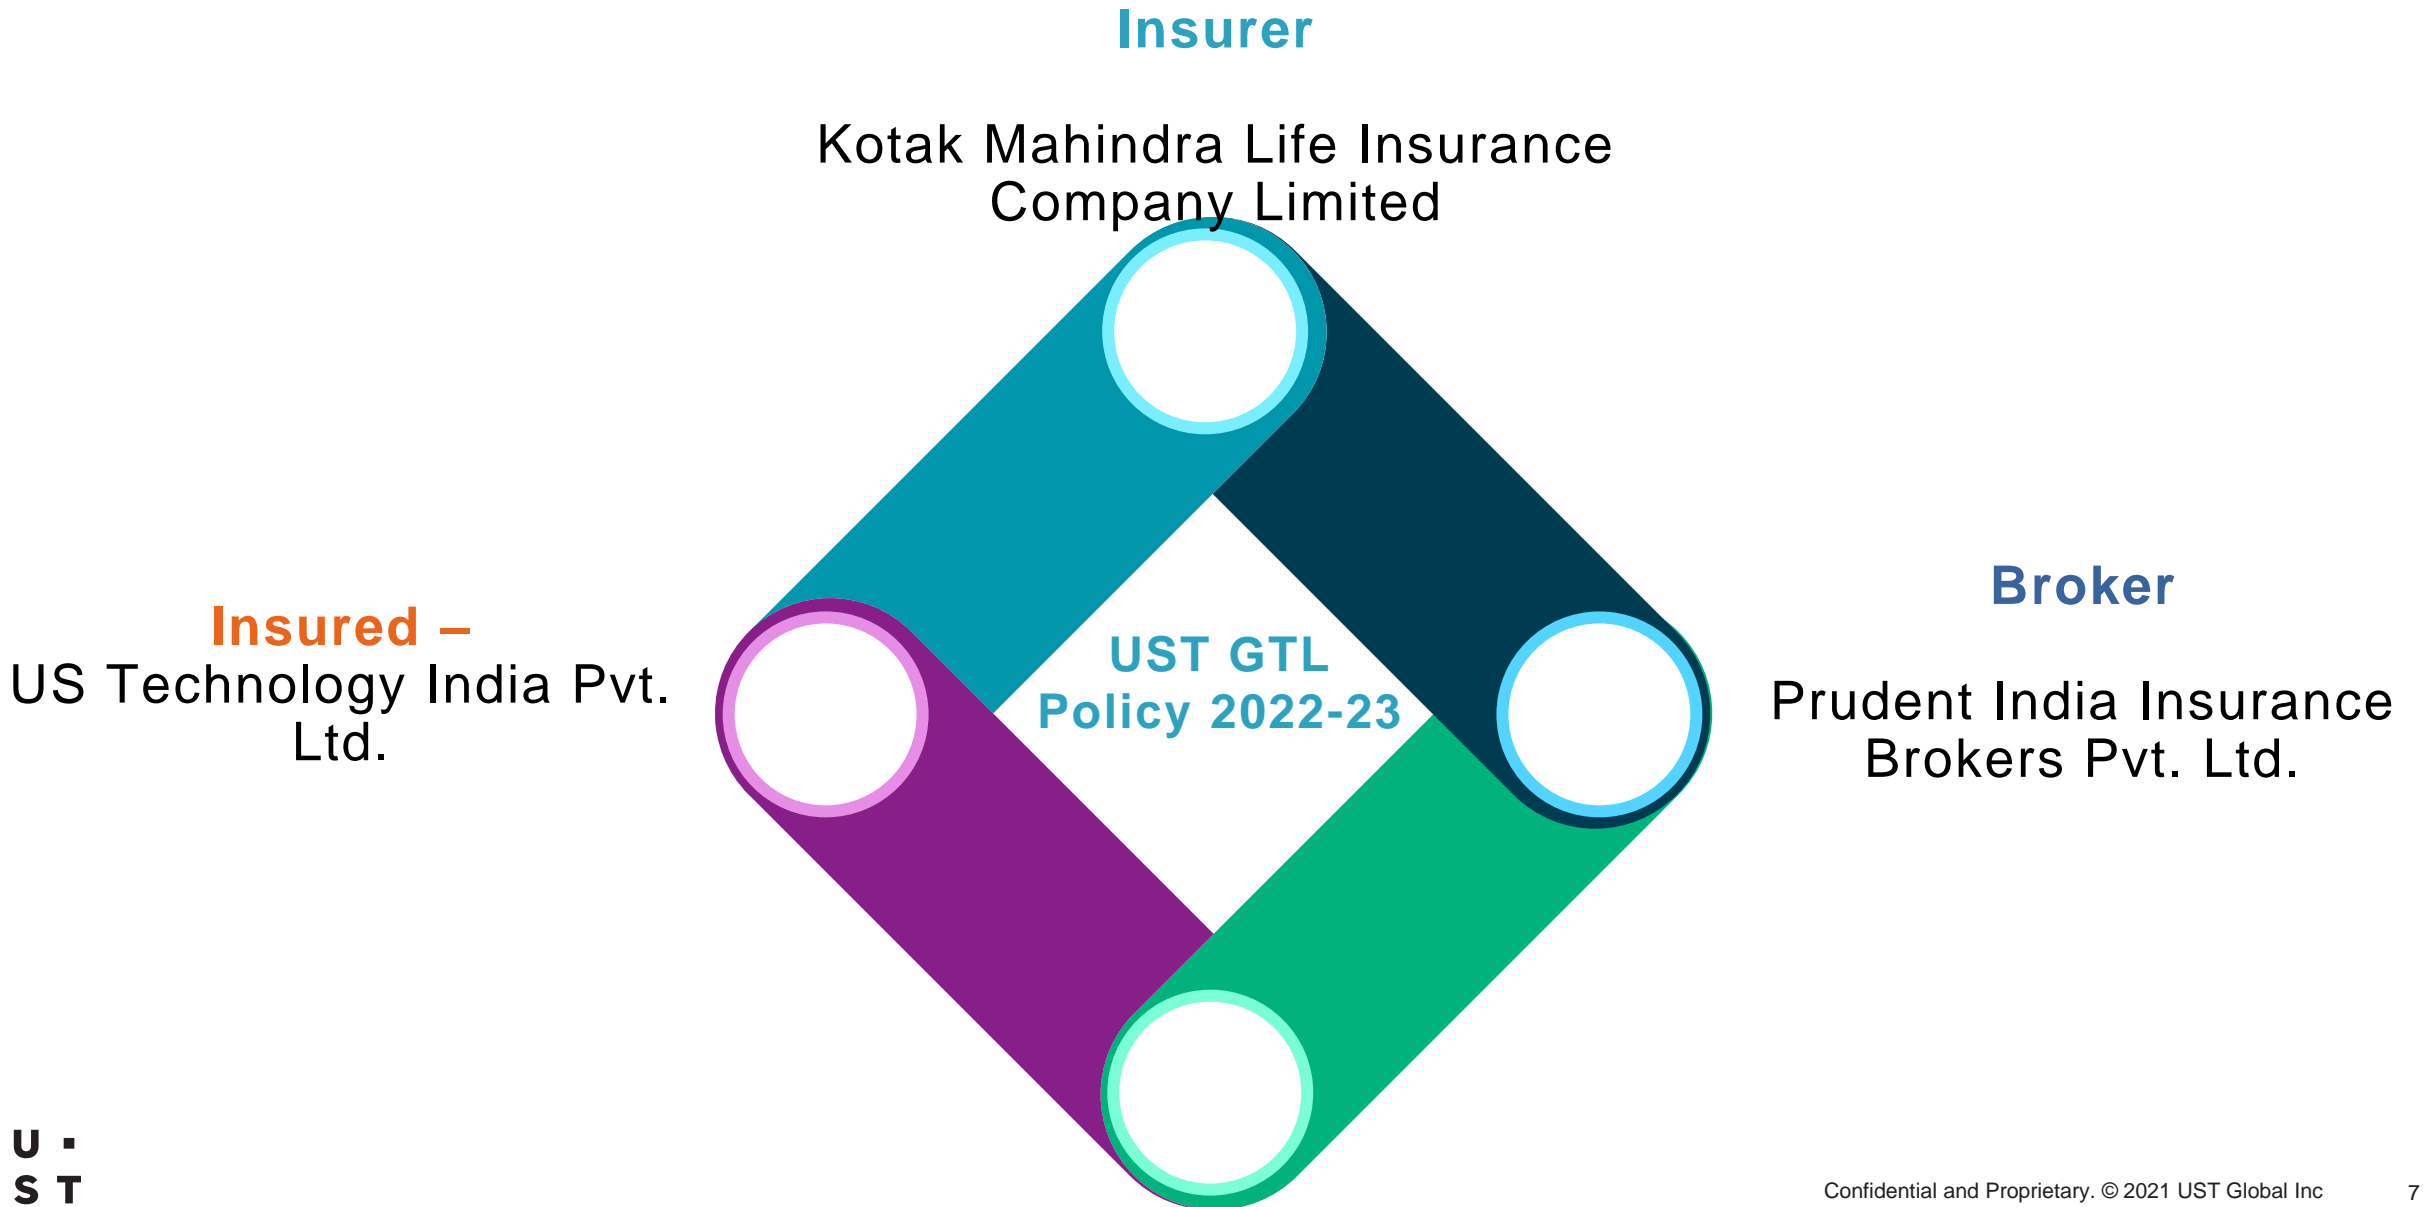 Insurer
Kotak Mahindra Life Insurance
Company Limited
Insured –
US Technology India Pvt.
Ltd.
UST GTL
Policy 2022-23
Broker
Prudent India Insurance
Brokers Pvt. Ltd.
U ·
S T
Confidential and Proprietary. © 2021 UST Global Inc 7